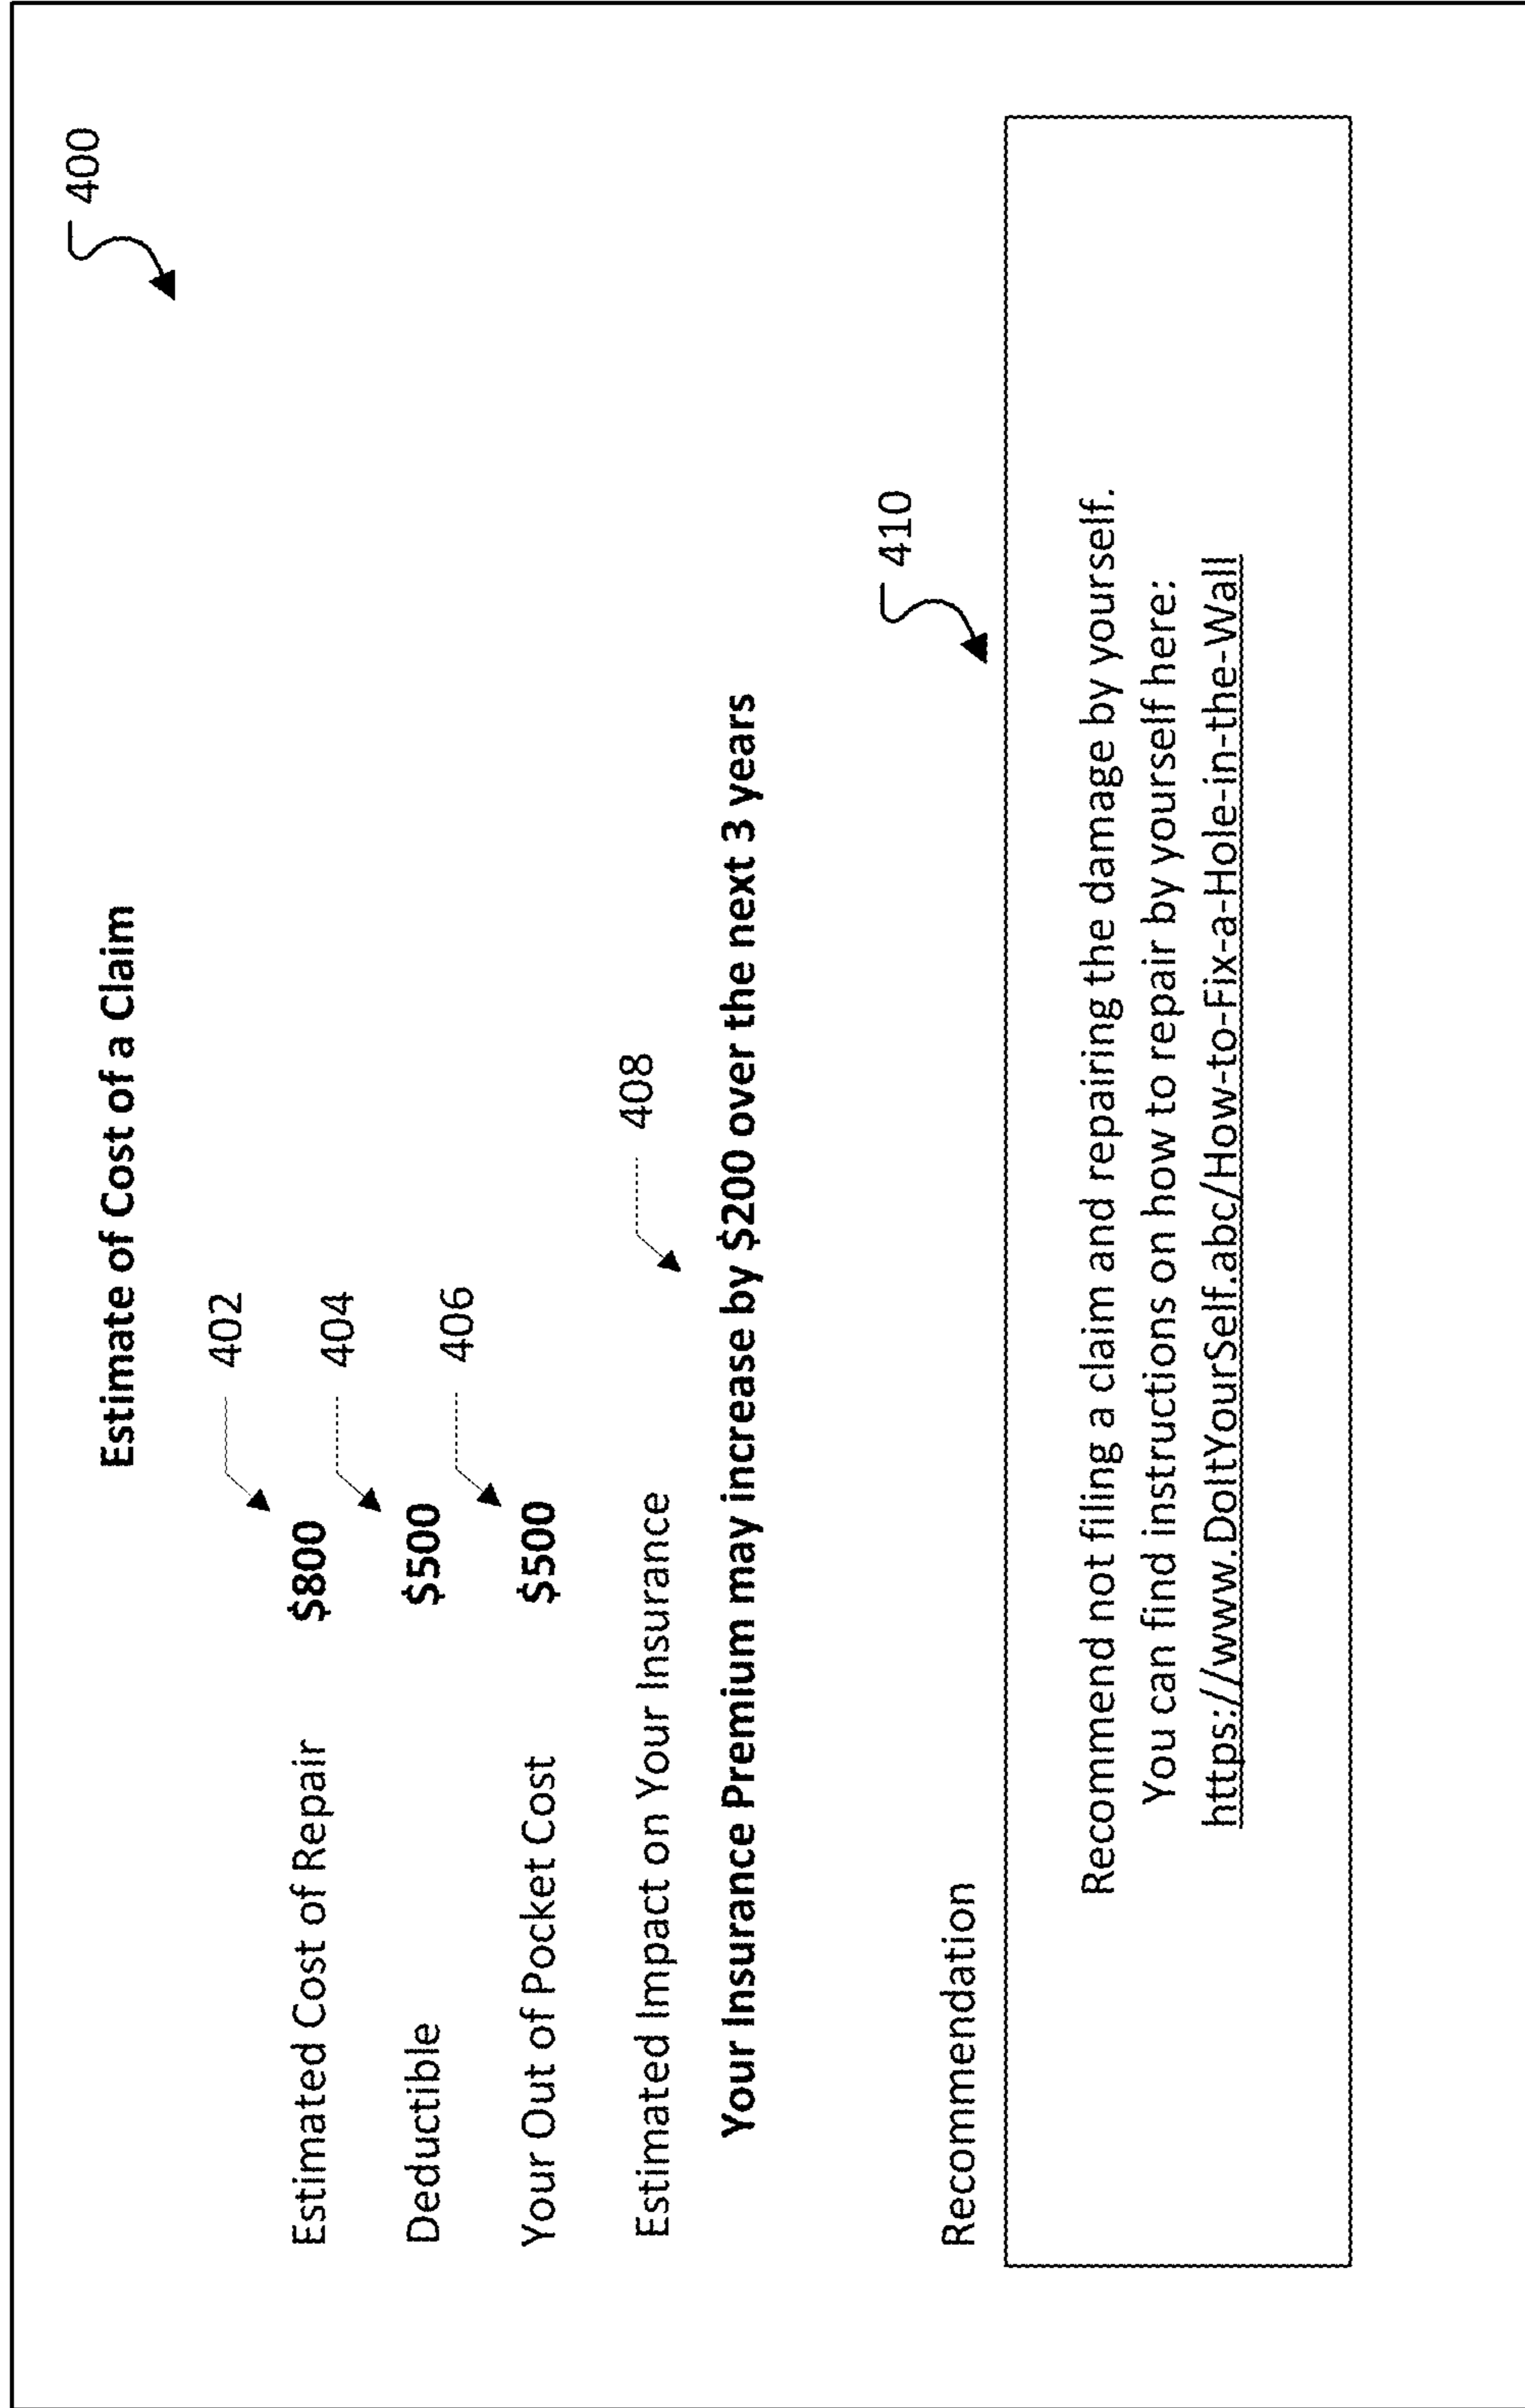 400
Estimate of Cost of a Claim
402
Estimated Cost of Repair $800
404
Deductible $500
406
Your Out of Pocket Cost $500
408
Estimated Impact on Your Insurance
Your Insurance Premium may increase by $200 over the next 3 years
410
Recommendation
Recommend not filing a claim and repairing the damage by yourself.
You can find instructions on how to repair by yourself here:
https://www.DoItYourSelf.abc/How-to-Fix-a-Hole-in-the-Wall